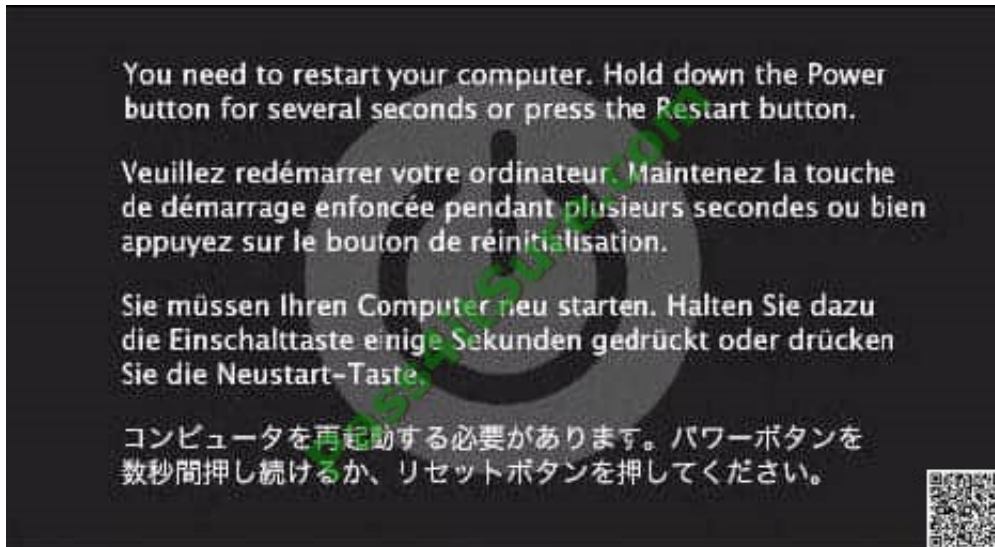 You need to restart your computer. Hold down the Power
button for several seconds or press the Restart button.
Veuillez redémarrer votre ordinateur. Maintenez la touche
de démarrage enfoncée pendant plusieurs secondes ou bien
appuyez sur le bouton de réinitialisation.
Sie müssen Ihren Computer neu starten. Halten Sie dazu
die Einschalttaste einige Sekunden gedrückt oder drücken
Sie die Neustart-Taste.
コンピュータを再起動する必要があります。パワーボタンを
数秒間押し続けるか、リセットボタンを押してください。
Pass4itSure.com